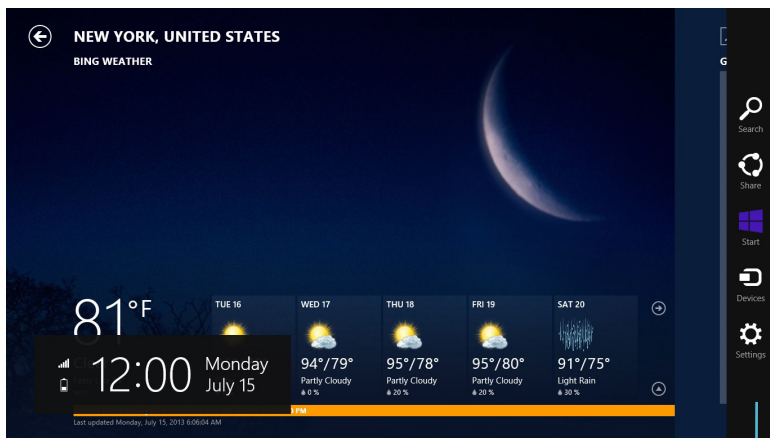 NEW YORK, UNITED STATES
BING WEATHER
G
Search
Share
Start
Devices
Settings
81°F
TUE 16
WED 17
94°/79°
Partly Cloudy
0 %
THU 18
95°/78°
Partly Cloudy
20 %
FRI 19
95°/80°
Partly Cloudy
20 %
SAT 20
91°/75°
Light Rain
30 %
12:00
Monday
July 15
PM
Last updated Monday, July 15, 2013 6:06:04 AM